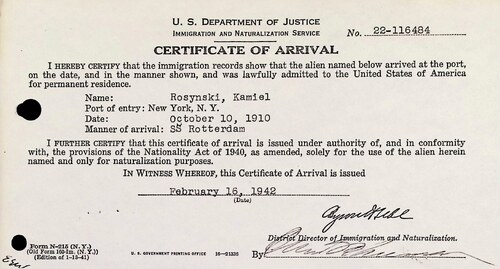 U. S. DEPARTMENT OF JUSTICE
IMMIGRATION AND NATURALIZATION SERVICE
No. 22-116484
CERTIFICATE OF ARRIVAL
I HEREBY CERTIFY that the immigration records show that the alien named below arrived at the port,
on the date, and in the manner shown, and was lawfully admitted to the United States of America
for permanent residence.
Name: Rosynski, Kamiel
Port of entry: New York, N. Y.
Date: October 10, 1910
Manner of arrival: SS Rotterdam
I FURTHER CERTIFY that this certificate of arrival is issued under authority of, and in conformity
with, the provisions of the Nationality Act of 1940, as amended, solely for the use of the alien herein
named and only for naturalization purposes.
IN WITNESS WHEREOF, this Certificate of Arrival is issued
February 16, 1942
(Date)
District Director of Immigration and Naturalization.
By
Form N-215 (N. Y.)
(Old Form 160-Im. (N. Y.))
(Edition of 1-15-41)
U. S. GOVERNMENT PRINTING OFFICE